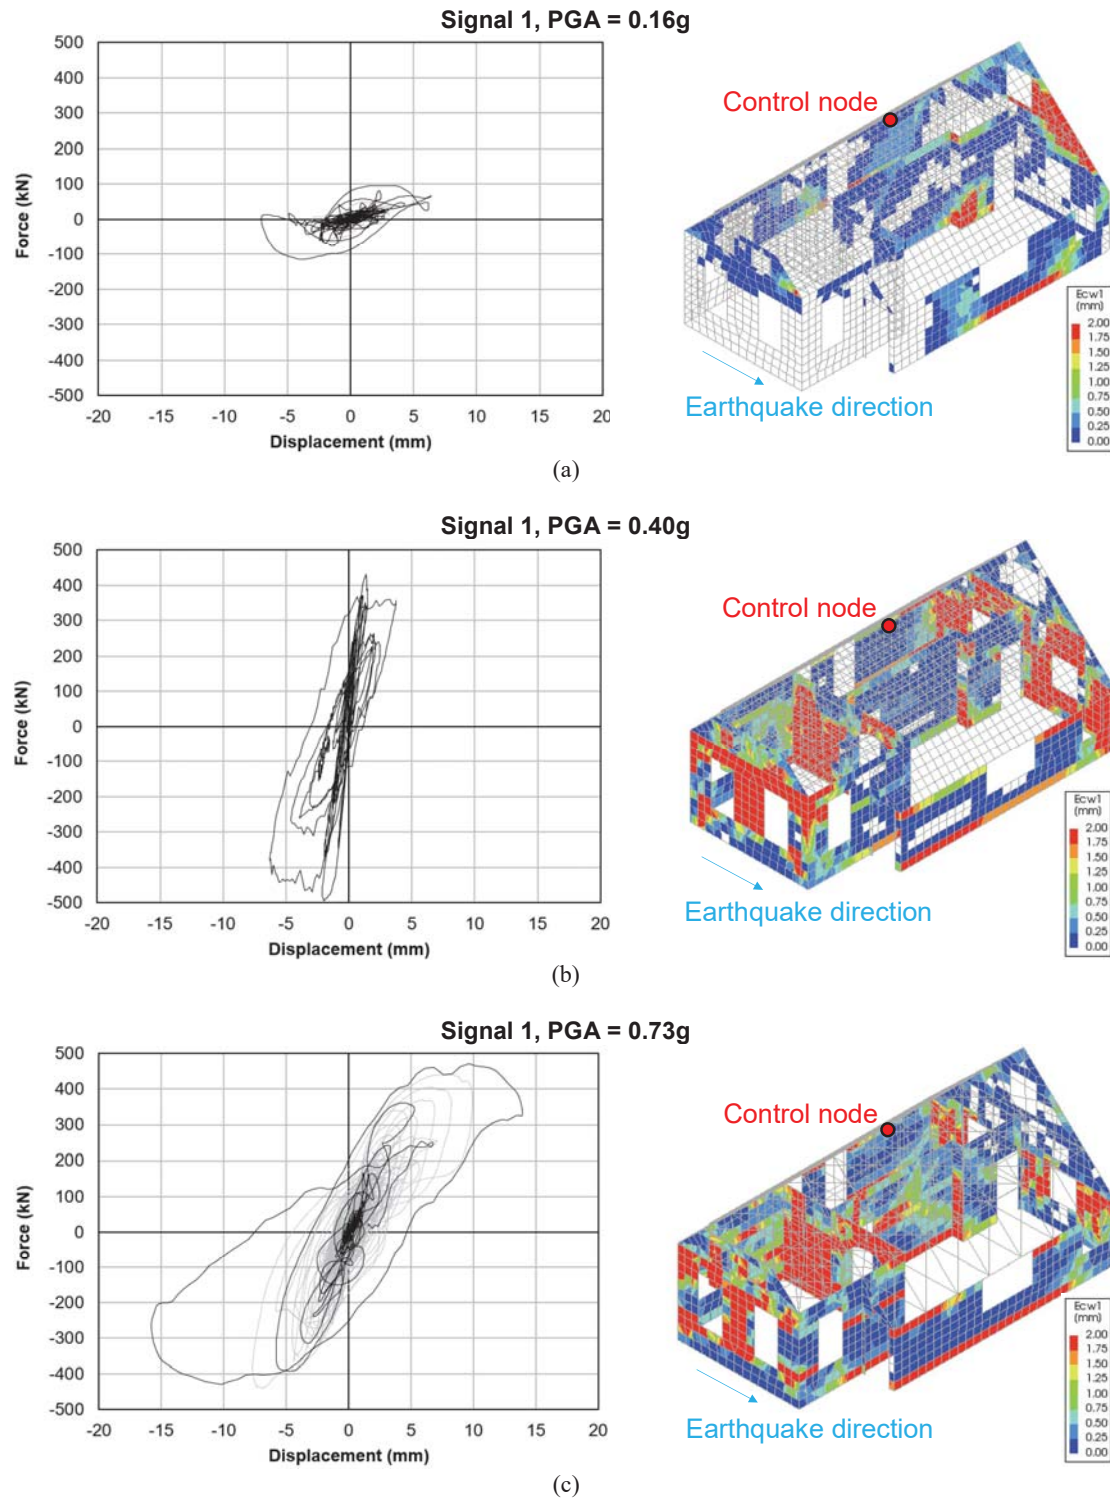 Signal 1, PGA = 0.16g
500
400
300
200
100
0
-100
-200
-300
-400
-500
Force (kN)
-20 -15 -10 -5 0 5 10 15 20
Displacement (mm)
Control node
Earthquake direction
Ecw1
(mm)
2.00
1.75
1.50
1.25
1.00
0.75
0.50
0.25
0.00
(a)
Signal 1, PGA = 0.40g
500
400
300
200
100
0
-100
-200
-300
-400
-500
Force (kN)
-20 -15 -10 -5 0 5 10 15 20
Displacement (mm)
Control node
Earthquake direction
Ecw1
(mm)
2.00
1.75
1.50
1.25
1.00
0.75
0.50
0.25
0.00
(b)
Signal 1, PGA = 0.73g
500
400
300
200
100
0
-100
-200
-300
-400
-500
Force (kN)
-20 -15 -10 -5 0 5 10 15 20
Displacement (mm)
Control node
Earthquake direction
Ecw1
(mm)
2.00
1.75
1.50
1.25
1.00
0.75
0.50
0.25
0.00
(c)